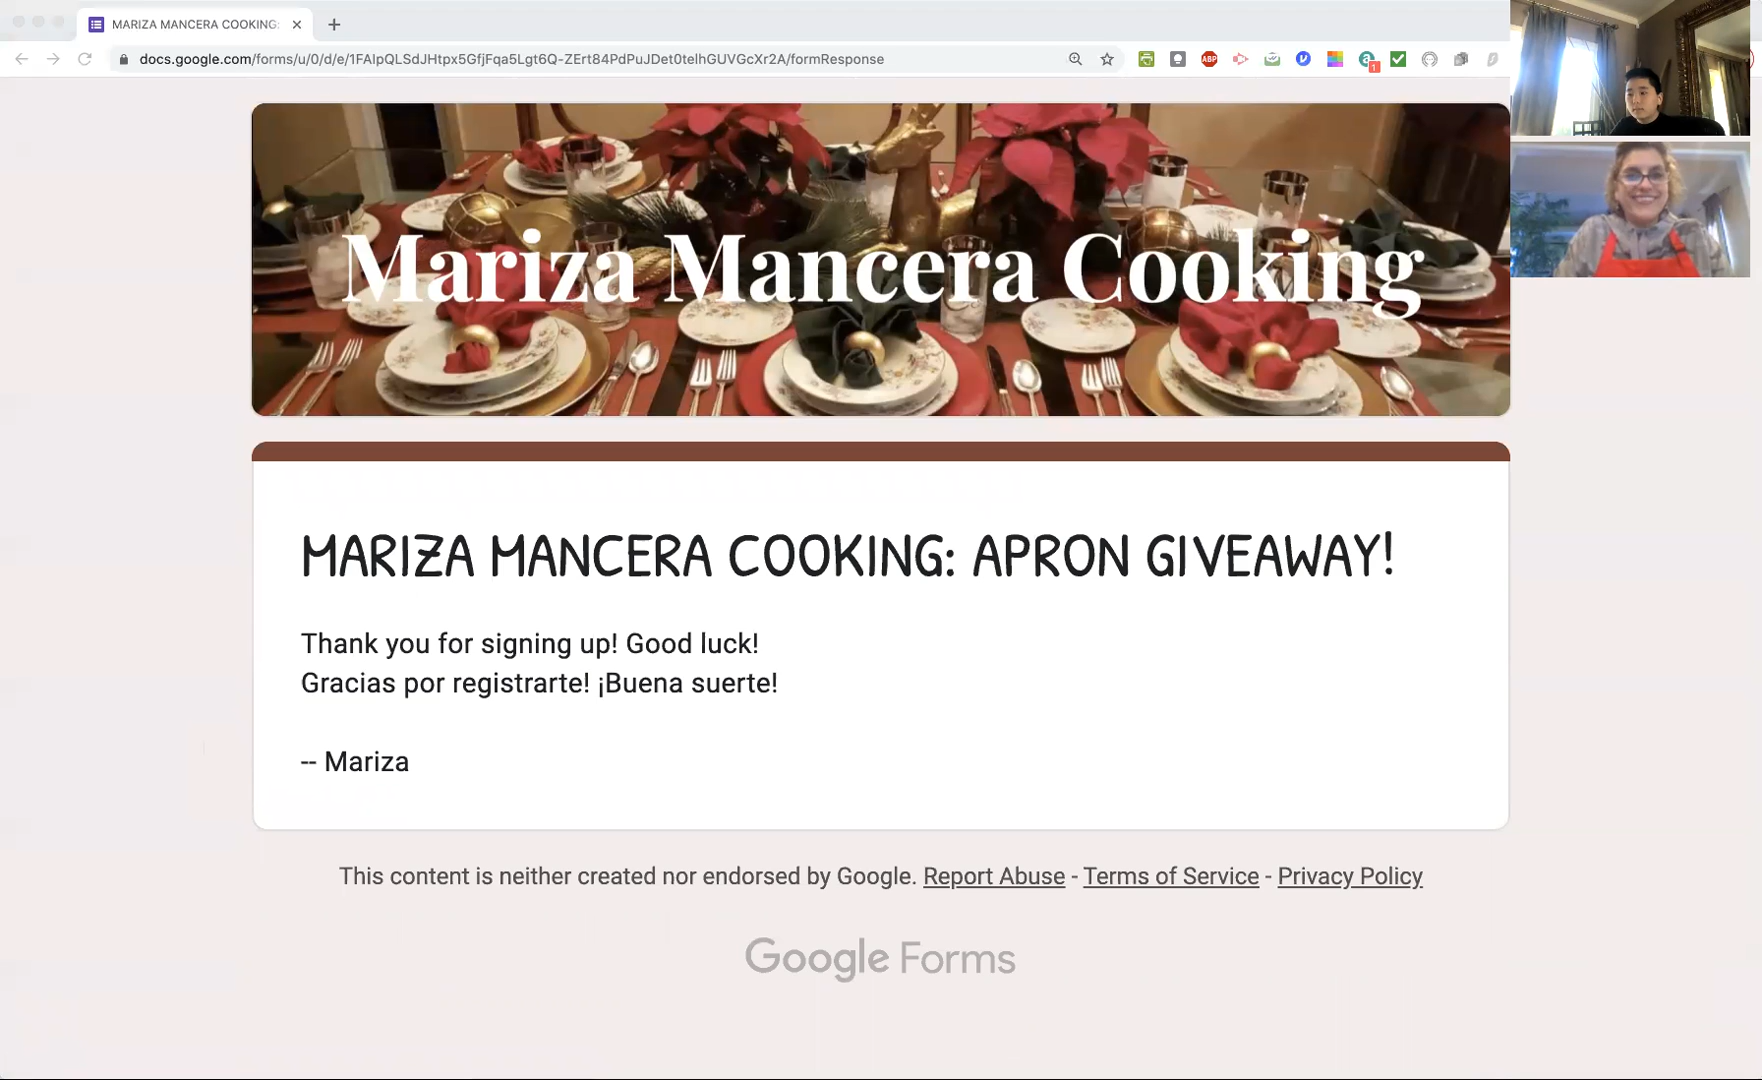 MARIZA MANCERA COOKING:
docs.google.com/forms/u/0/d/e/1FAIpQLSdJHtpx5GfjFqa5Lgt6Q-ZErt84PdPuJDet0telhGUVGcXr2A/formResponse
ABP
1
Mariza Mancera Cooking
MARIZA MANCERA COOKING: APRON GIVEAWAY!
Thank you for signing up! Good luck!
Gracias por registrarte! ¡Buena suerte!
-- Mariza
This content is neither created nor endorsed by Google. Report Abuse - Terms of Service - Privacy Policy
Google Forms